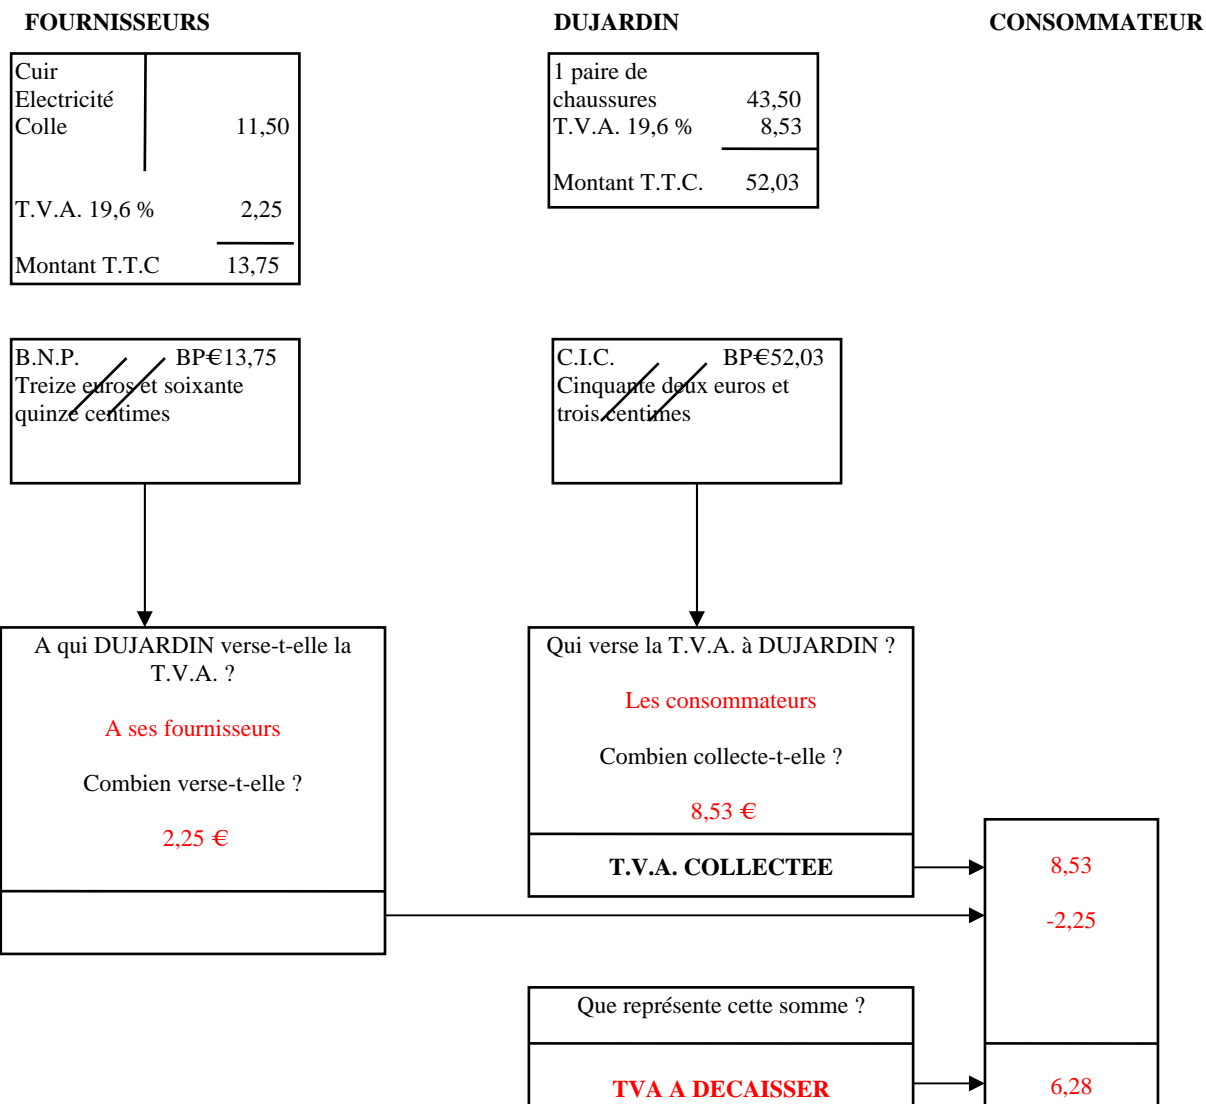 FOURNISSEURS
DUJARDIN
CONSOMMATEUR
Cuir
Electricité
Colle 11,50
T.V.A. 19,6 % 2,25
Montant T.T.C 13,75
1 paire de
chaussures 43,50
T.V.A. 19,6 % 8,53
Montant T.T.C. 52,03
B.N.P. BP€13,75
Treize euros et soixante
quinze centimes
C.I.C. BP€52,03
Cinquante deux euros et
trois centimes
A qui DUJARDIN verse-t-elle la
T.V.A. ?
A ses fournisseurs
Combien verse-t-elle ?
2,25 €
Qui verse la T.V.A. à DUJARDIN ?
Les consommateurs
Combien collecte-t-elle ?
8,53 €
T.V.A. COLLECTEE
8,53
-2,25
Que représente cette somme ?
TVA A DECAISSER
6,28